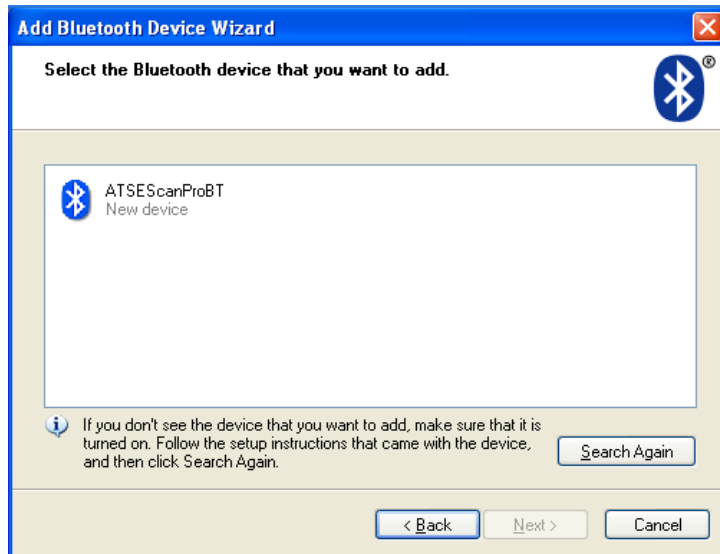 Add Bluetooth Device Wizard
Select the Bluetooth device that you want to add.
®
ATSEScanProBT
New device
If you don't see the device that you want to add, make sure that it is
turned on. Follow the setup instructions that came with the device,
and then click Search Again.
Search Again
< Back
Next >
Cancel